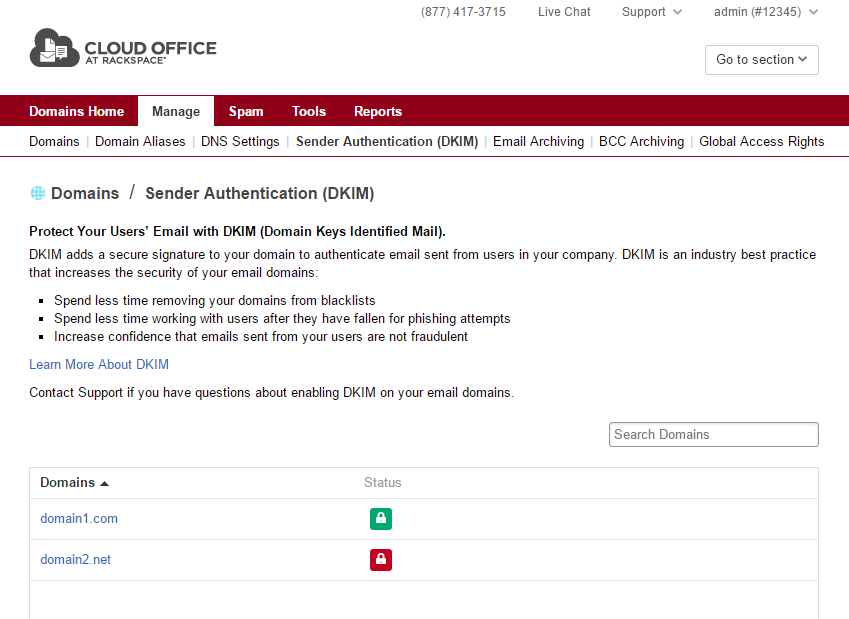 (877) 417-3715 Live Chat Support admin (#12345)
CLOUD OFFICE
AT RACKSPACE®
Go to section
Domains Home Manage Spam Tools Reports
Domains | Domain Aliases | DNS Settings | Sender Authentication (DKIM) | Email Archiving | BCC Archiving | Global Access Rights
Domains / Sender Authentication (DKIM)
Protect Your Users’ Email with DKIM (Domain Keys Identified Mail).
DKIM adds a secure signature to your domain to authenticate email sent from users in your company. DKIM is an industry best practice
that increases the security of your email domains:
Spend less time removing your domains from blacklists
Spend less time working with users after they have fallen for phishing attempts
Increase confidence that emails sent from your users are not fraudulent
Learn More About DKIM
Contact Support if you have questions about enabling DKIM on your email domains.
Search Domains
Domains Status
domain1.com
domain2.net